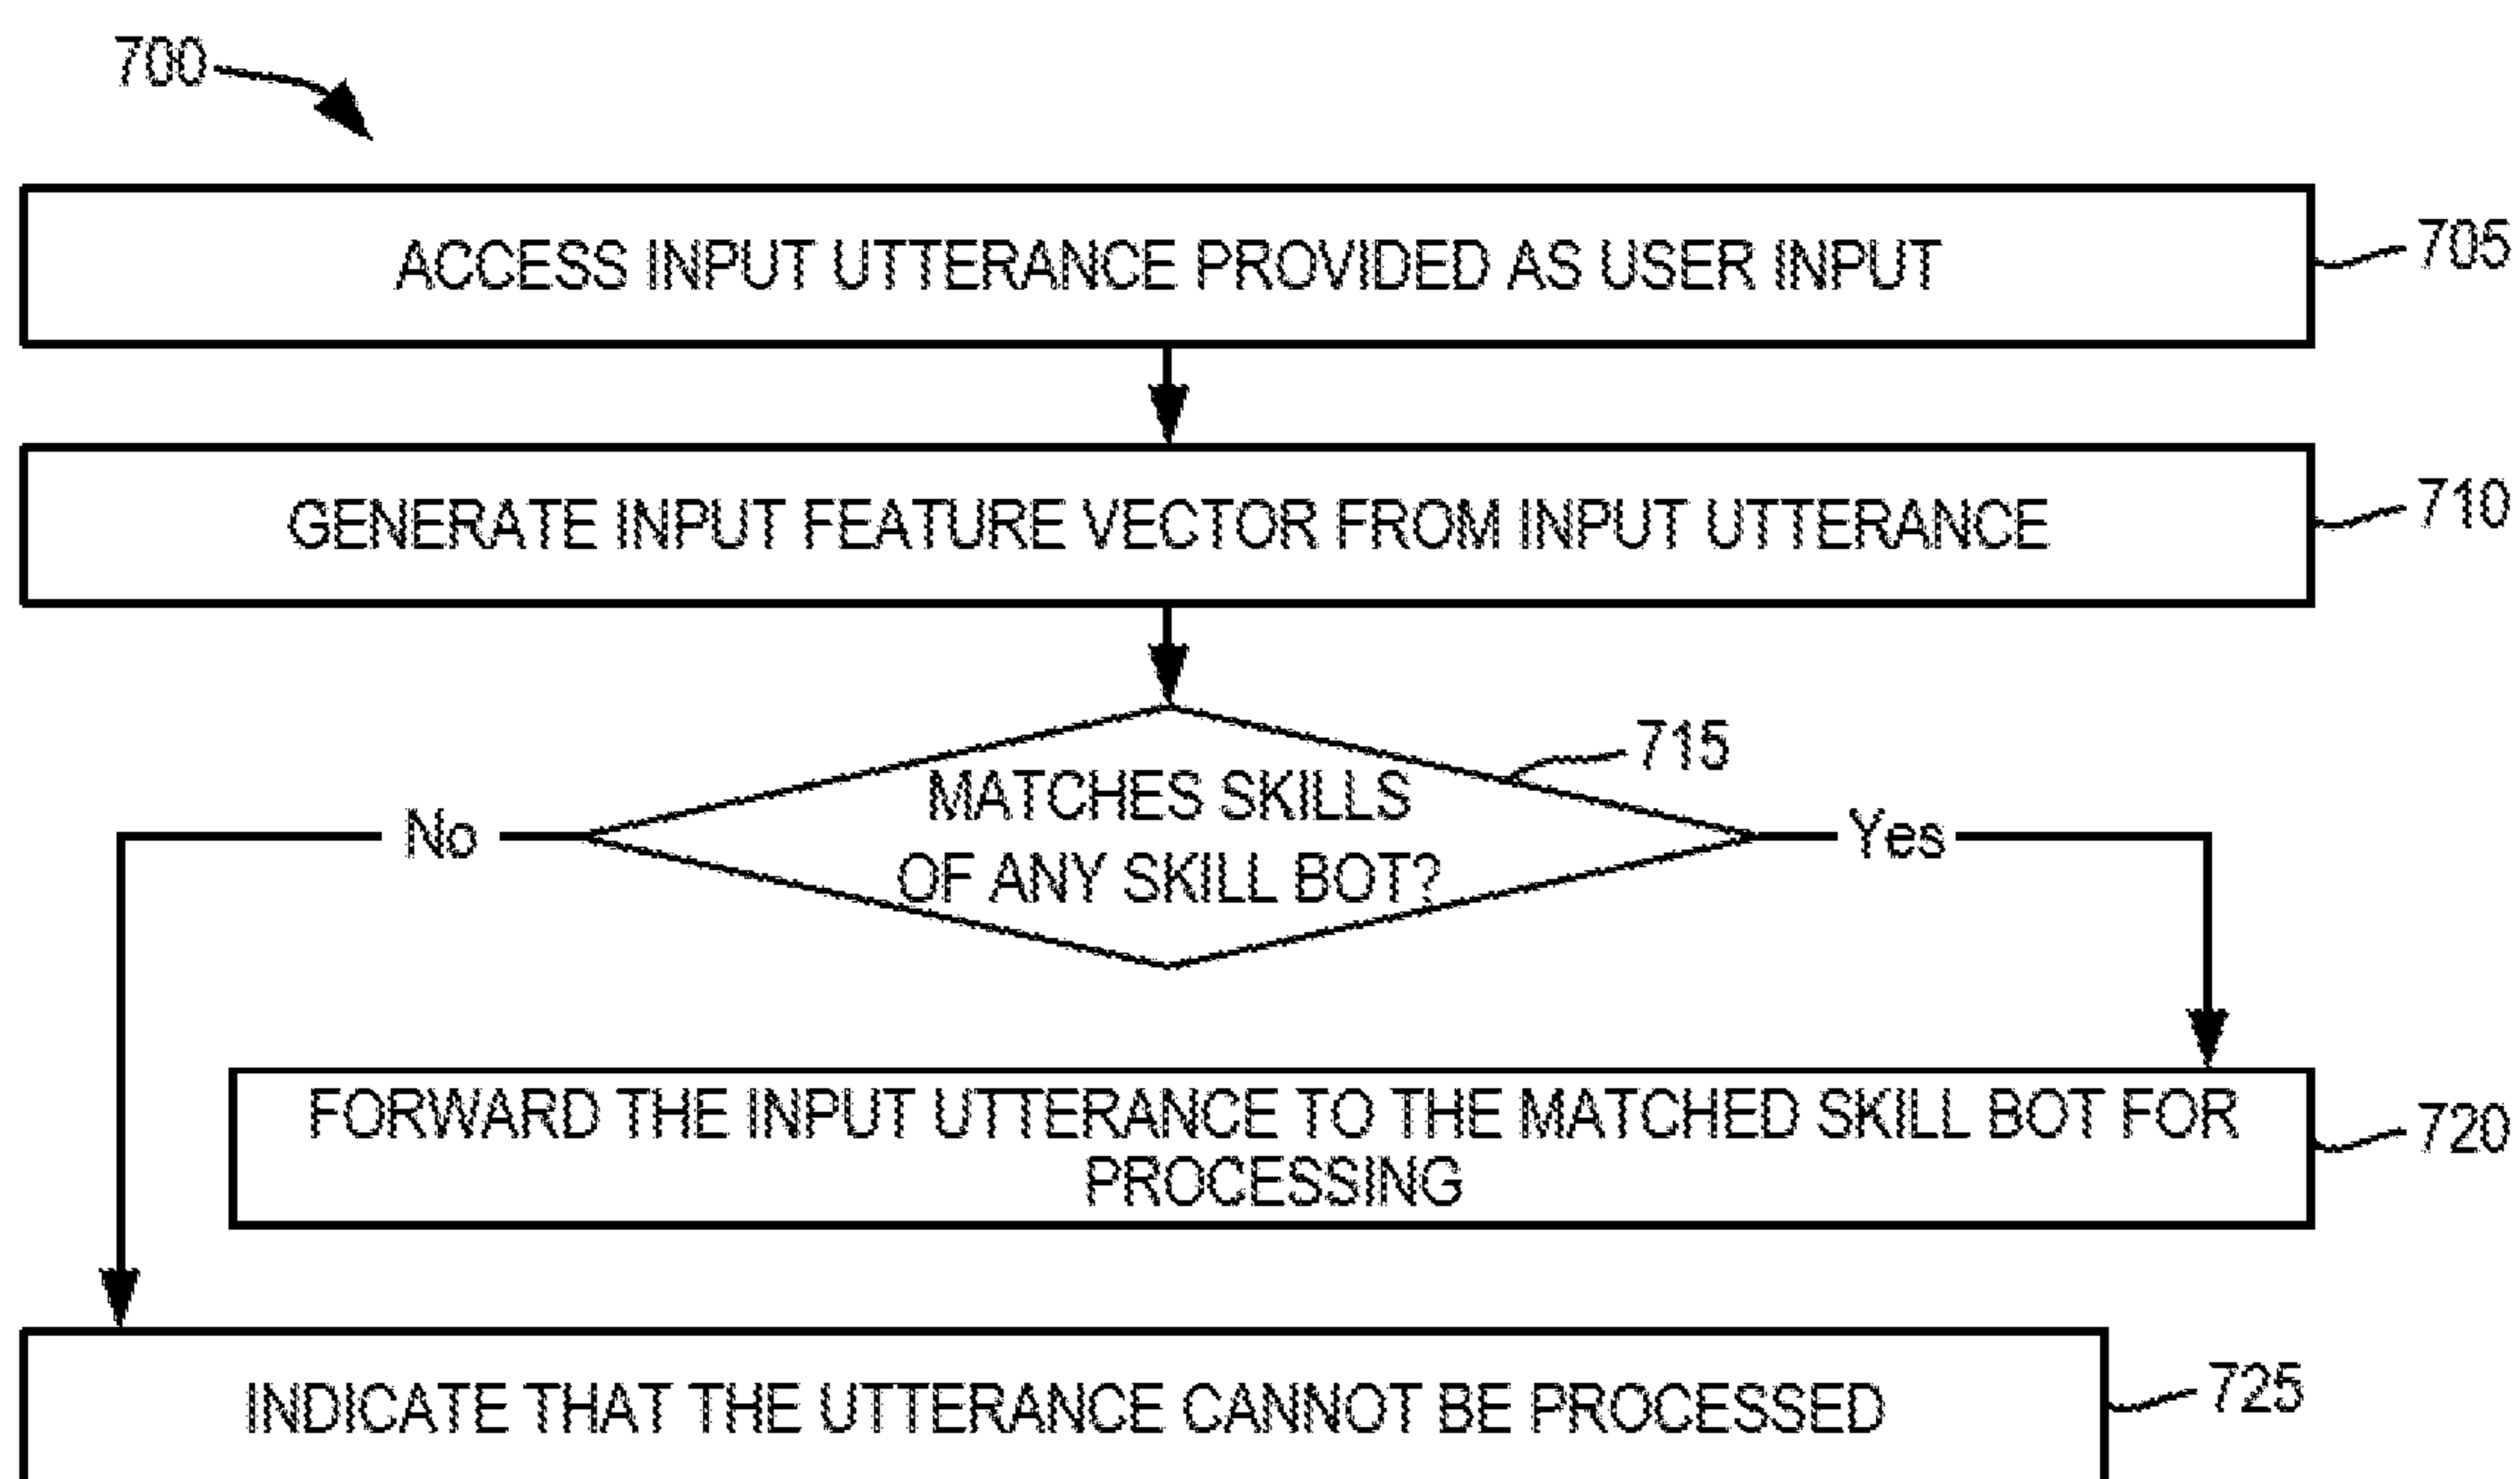 700
ACCESS INPUT UTTERANCE PROVIDED AS USER INPUT
705
GENERATE INPUT FEATURE VECTOR FROM INPUT UTTERANCE
710
715
MATCHES SKILLS
OF ANY SKILL BOT?
No
Yes
FORWARD THE INPUT UTTERANCE TO THE MATCHED SKILL BOT FOR
PROCESSING
720
INDICATE THAT THE UTTERANCE CANNOT BE PROCESSED
725